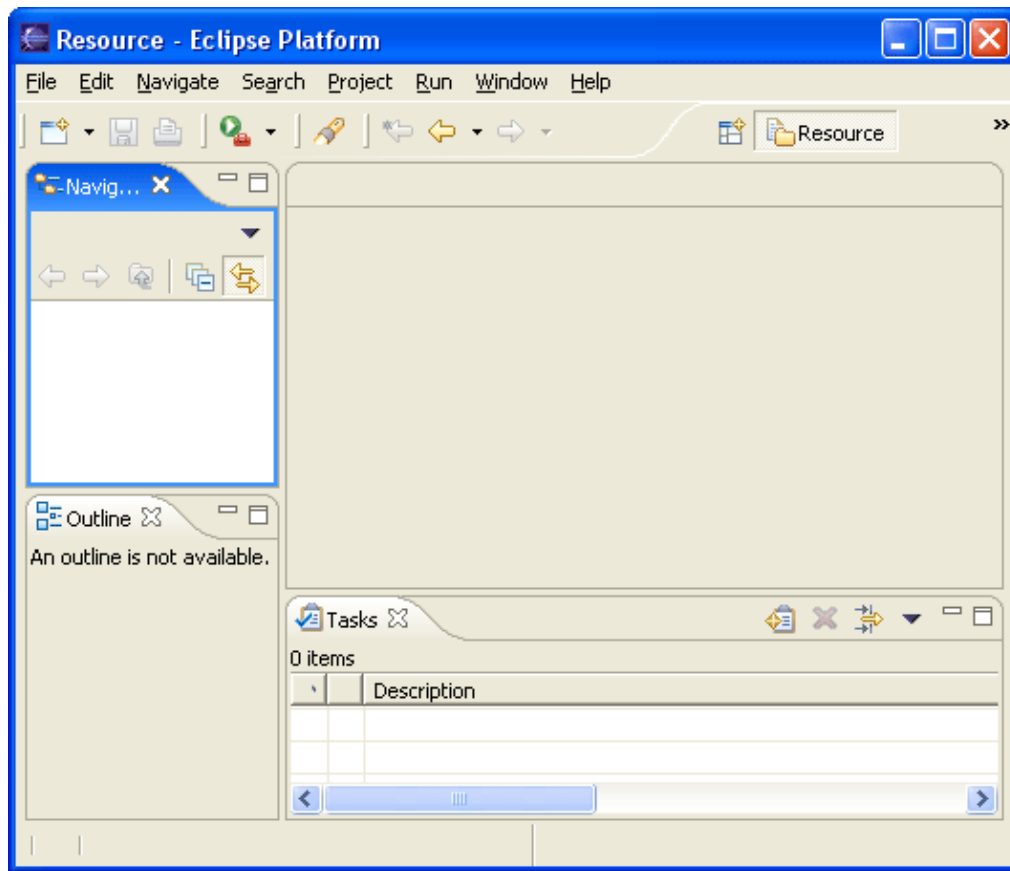 Resource - Eclipse Platform
File Edit Navigate Search Project Run Window Help
Resource
Navig...
Outline
An outline is not available.
Tasks
0 items
Description